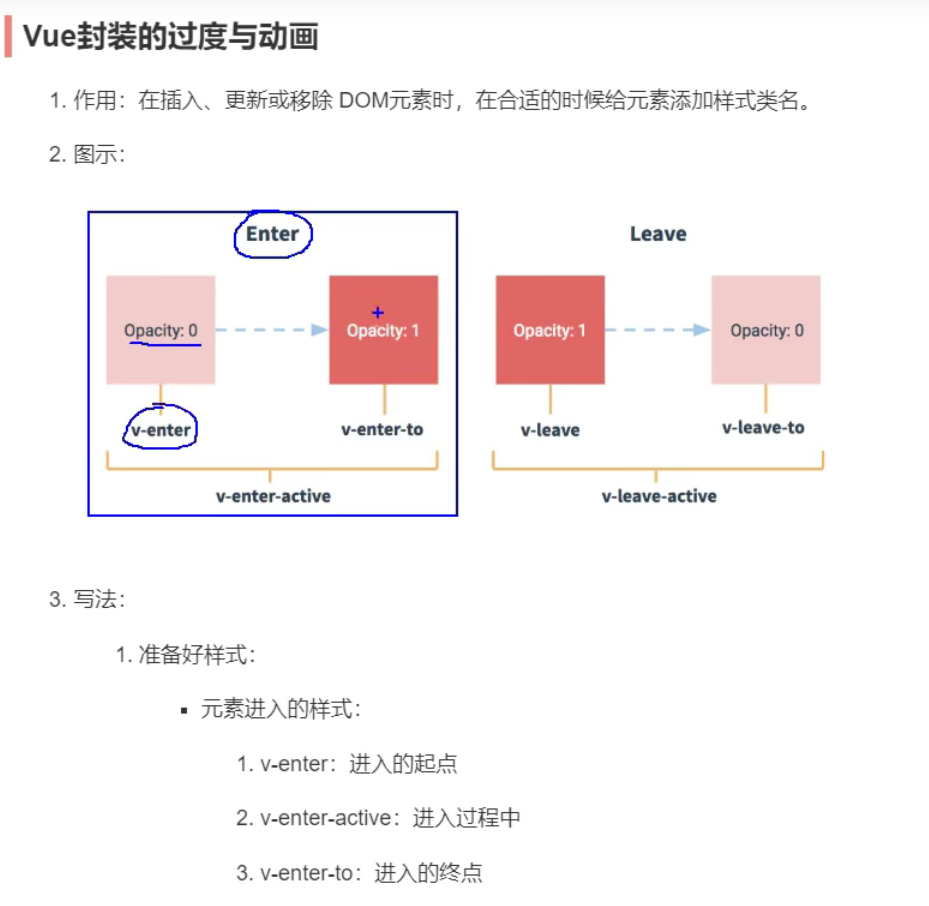 Vue封装的过度与动画
1. 作用：在插入、更新或移除 DOM元素时，在合适的时候给元素添加样式类名。
2. 图示：
Enter
Leave
Opacity: 0
Opacity: 1
Opacity: 1
Opacity: 0
v-enter
v-enter-to
v-leave
v-leave-to
v-enter-active
v-leave-active
3. 写法：
1. 准备好样式：
▪ 元素进入的样式：
1. v-enter：进入的起点
2. v-enter-active：进入过程中
3. v-enter-to：进入的终点